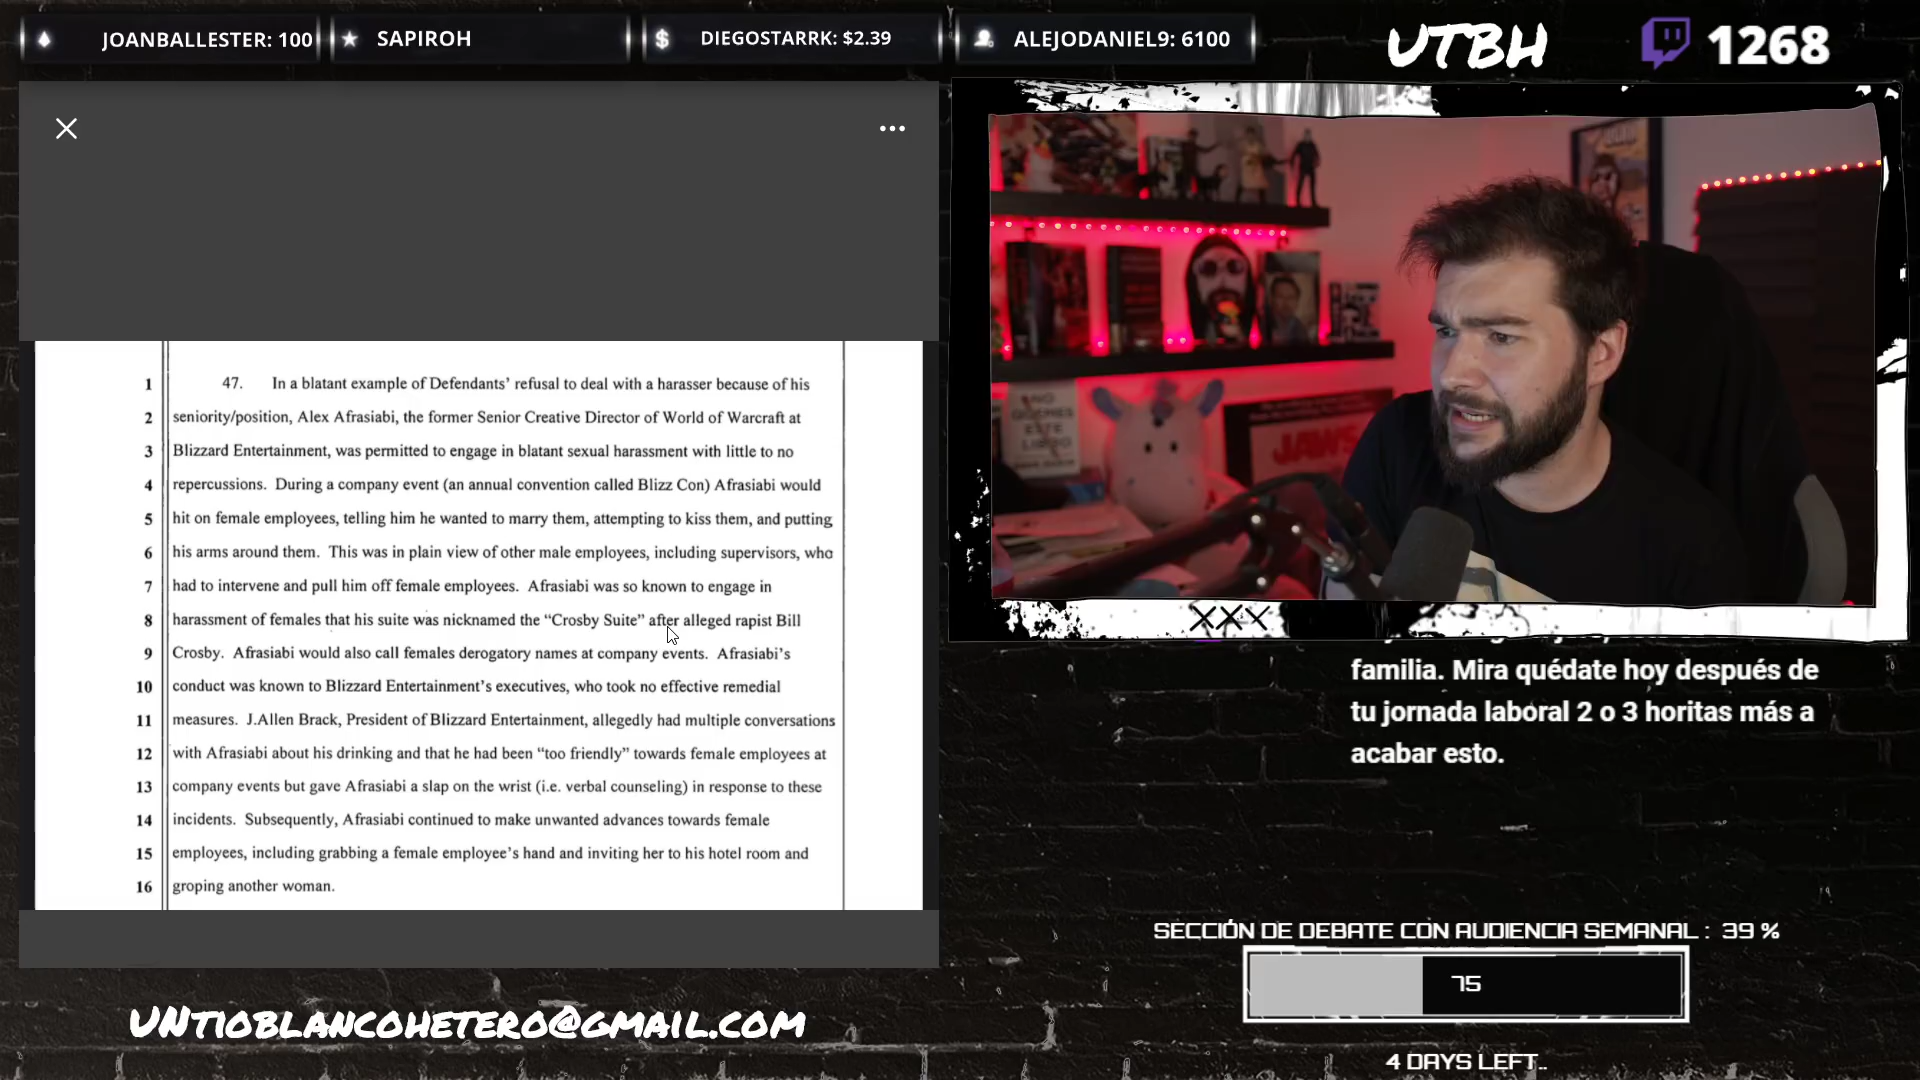 JOANBALLESTER: 100
SAPIROH
DIEGOSTARRK: $2.39
ALEJODANIEL9: 6100
UTBH
1268
1 47. In a blatant example of Defendants' refusal to deal with a harasser because of his
2 seniority/position, Alex Afrasiabi, the former Senior Creative Director of World of Warcraft at
3 Blizzard Entertainment, was permitted to engage in blatant sexual harassment with little to no
4 repercussions. During a company event (an annual convention called Blizz Con) Afrasiabi would
5 hit on female employees, telling him he wanted to marry them, attempting to kiss them, and putting
6 his arms around them. This was in plain view of other male employees, including supervisors, who
7 had to intervene and pull him off female employees. Afrasiabi was so known to engage in
8 harassment of females that his suite was nicknamed the “Crosby Suite” after alleged rapist Bill
9 Crosby. Afrasiabi would also call females derogatory names at company events. Afrasiabi's
10 conduct was known to Blizzard Entertainment's executives, who took no effective remedial
11 measures. J.Allen Brack, President of Blizzard Entertainment, allegedly had multiple conversations
12 with Afrasiabi about his drinking and that he had been “too friendly” towards female employees at
13 company events but gave Afrasiabi a slap on the wrist (i.e. verbal counseling) in response to these
14 incidents. Subsequently, Afrasiabi continued to make unwanted advances towards female
15 employees, including grabbing a female employee's hand and inviting her to his hotel room and
16 groping another woman.
JAWS
familia. Mira quédate hoy después de
tu jornada laboral 2 o 3 horitas más a
acabar esto.
SECCIÓN DE DEBATE CON AUDIENCIA SEMANAL : 39 %
75
4 DAYS LEFT..
UNTIOBLANCOHETERO@GMAIL.COM